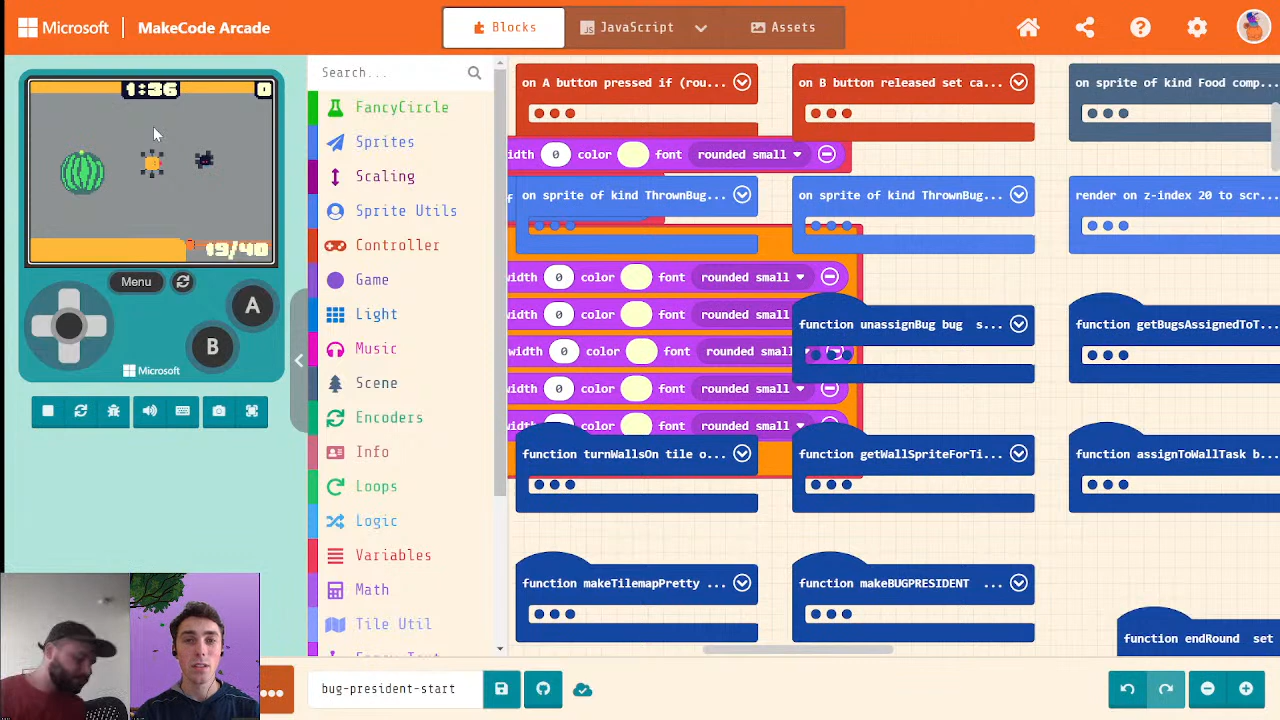 Microsoft
MakeCode Arcade
Blocks
JavaScript
Assets
1:36
0
19/40
Menu
A
B
Microsoft
Search...
FancyCircle
Sprites
Scaling
Sprite Utils
Controller
Game
Light
Music
Scene
Encoders
Info
Loops
Logic
Variables
Math
Tile Util
on A button pressed if (rou...
on B button released set ca...
on sprite of kind Food comp...
width 0 color font rounded small
on sprite of kind ThrownBug...
on sprite of kind ThrownBug...
render on z-index 20 to scr...
width 0 color font rounded small
width 0 color font rounded small
width 0 color font rounded small
width 0 color font rounded small
width color font rounded small
function unassignBug bug s...
function getBugsAssignedToT...
function turnWallsOn tile o...
function getWallSpriteForTi...
function assignToWallTask b...
function makeTilemapPretty ...
function makeBUGPRESIDENT ...
function endRound set
bug-president-start